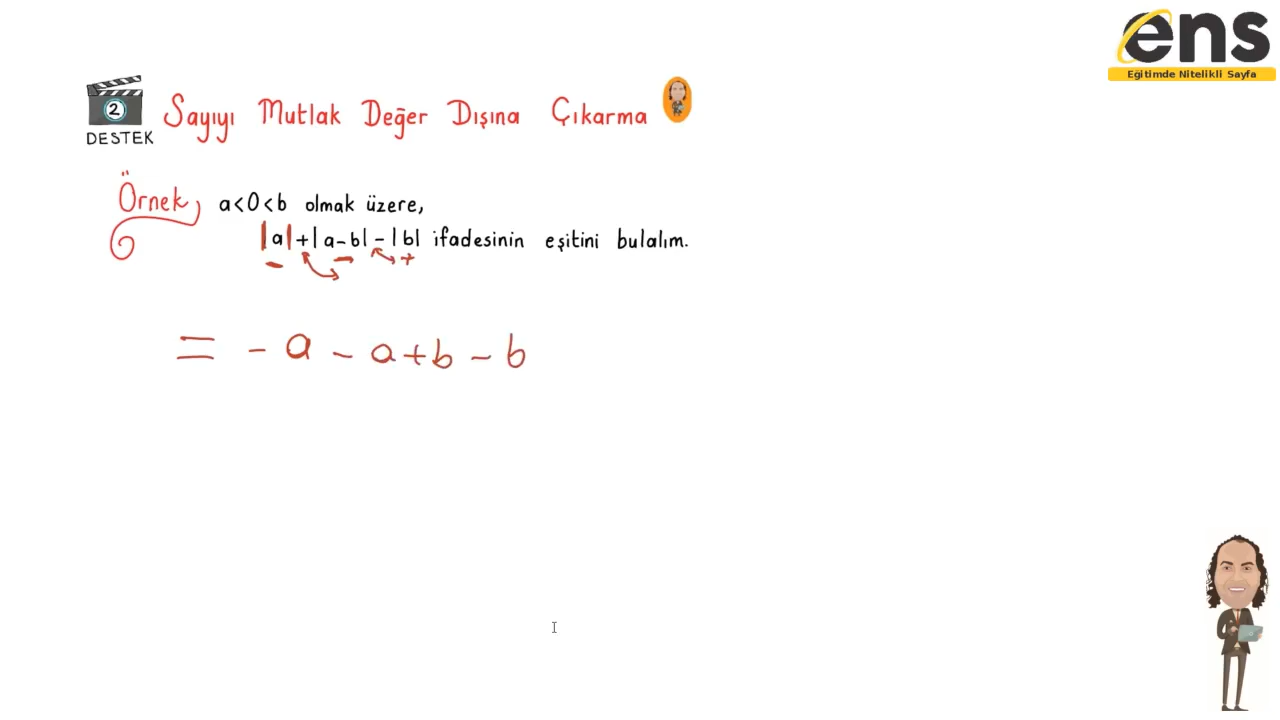 ens
Eğitimde Nitelikli Sayfa
2
DESTEK
Sayıyı Mutlak Değer Dışına Çıkarma
Örnek, a<0<b olmak üzere,
|a|+|a-b|-|b| ifadesinin eşitini bulalım.
- - +
= -a - a+b - b